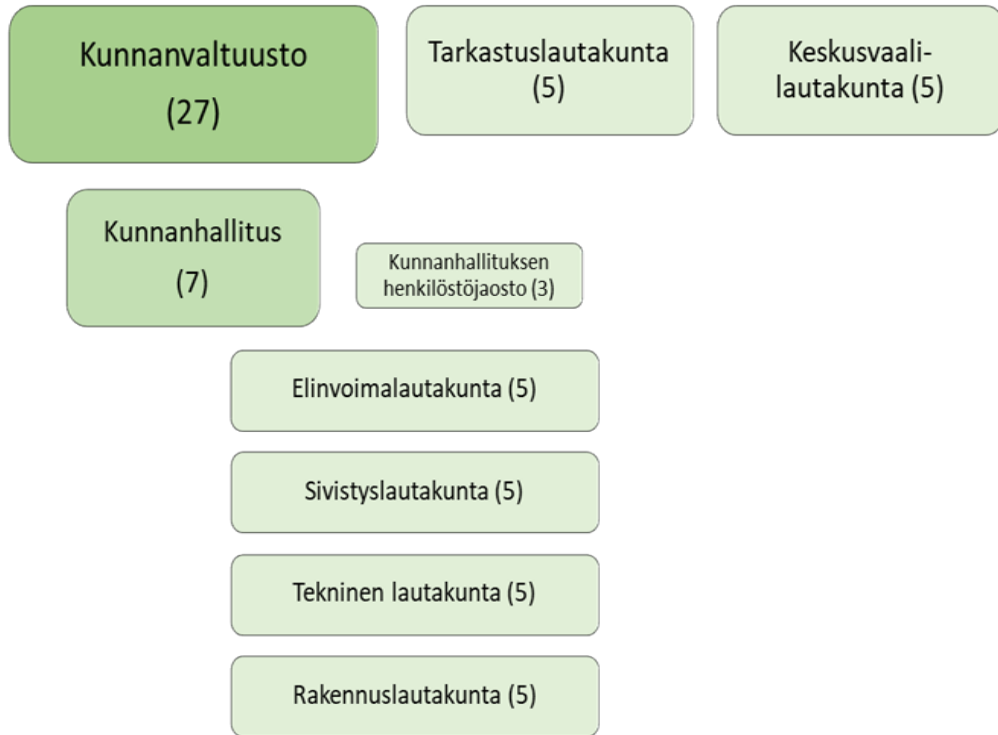 Kunnanvaltuusto
(27)
Tarkastuslautakunta
(5)
Keskusvaali-
lautakunta (5)
Kunnanhallitus
(7)
Kunnanhallituksen
henkilöstöjaosto (3)
Elinvoimalautakunta (5)
Sivistyslautakunta (5)
Tekninen lautakunta (5)
Rakennuslautakunta (5)